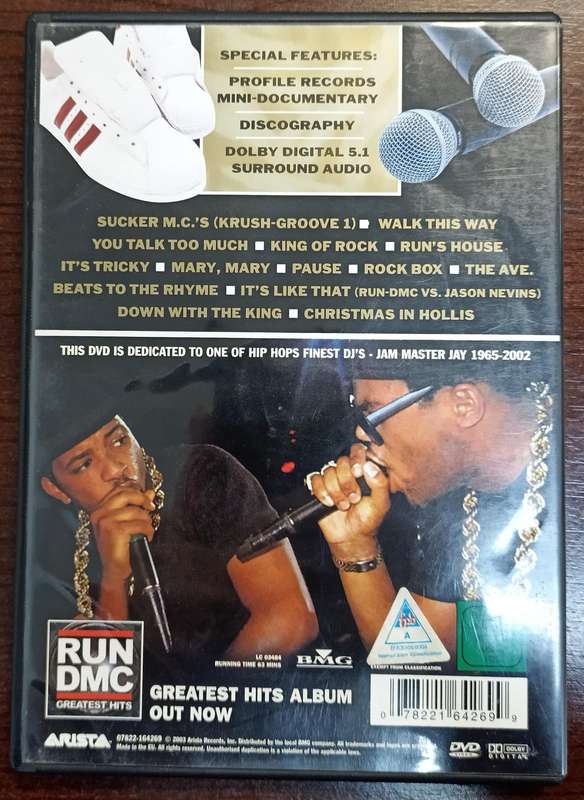 SPECIAL FEATURES:
PROFILE RECORDS
MINI-DOCUMENTARY
DISCOGRAPHY
DOLBY DIGITAL 5.1
SURROUND AUDIO
SUCKER M.C.'S (KRUSH-GROOVE 1) ■ WALK THIS WAY
YOU TALK TOO MUCH ■ KING OF ROCK ■ RUN'S HOUSE
IT'S TRICKY ■ MARY, MARY ■ PAUSE ■ ROCK BOX ■ THE AVE.
BEATS TO THE RHYME ■ IT'S LIKE THAT (RUN-DMC VS. JASON NEVINS)
DOWN WITH THE KING ■ CHRISTMAS IN HOLLIS
THIS DVD IS DEDICATED TO ONE OF HIP HOPS FINEST DJ'S - JAM MASTER JAY 1965-2002
RUN
DMC
GREATEST HITS
LC 03484
RUNNING TIME 63 MINS
BMG
A
EXEMPT FROM CLASSIFICATION
GREATEST HITS ALBUM
OUT NOW
0 78221 64269 9
ARISTA
07822-164269 © 2003 Arista Records, Inc. Distributed by the local BMG company. All trademarks and logos are
Made in the EU. All rights reserved. Unauthorised duplication is a violation of the applicable laws.
DVD
VIDEO
DOLBY
DIGITAL